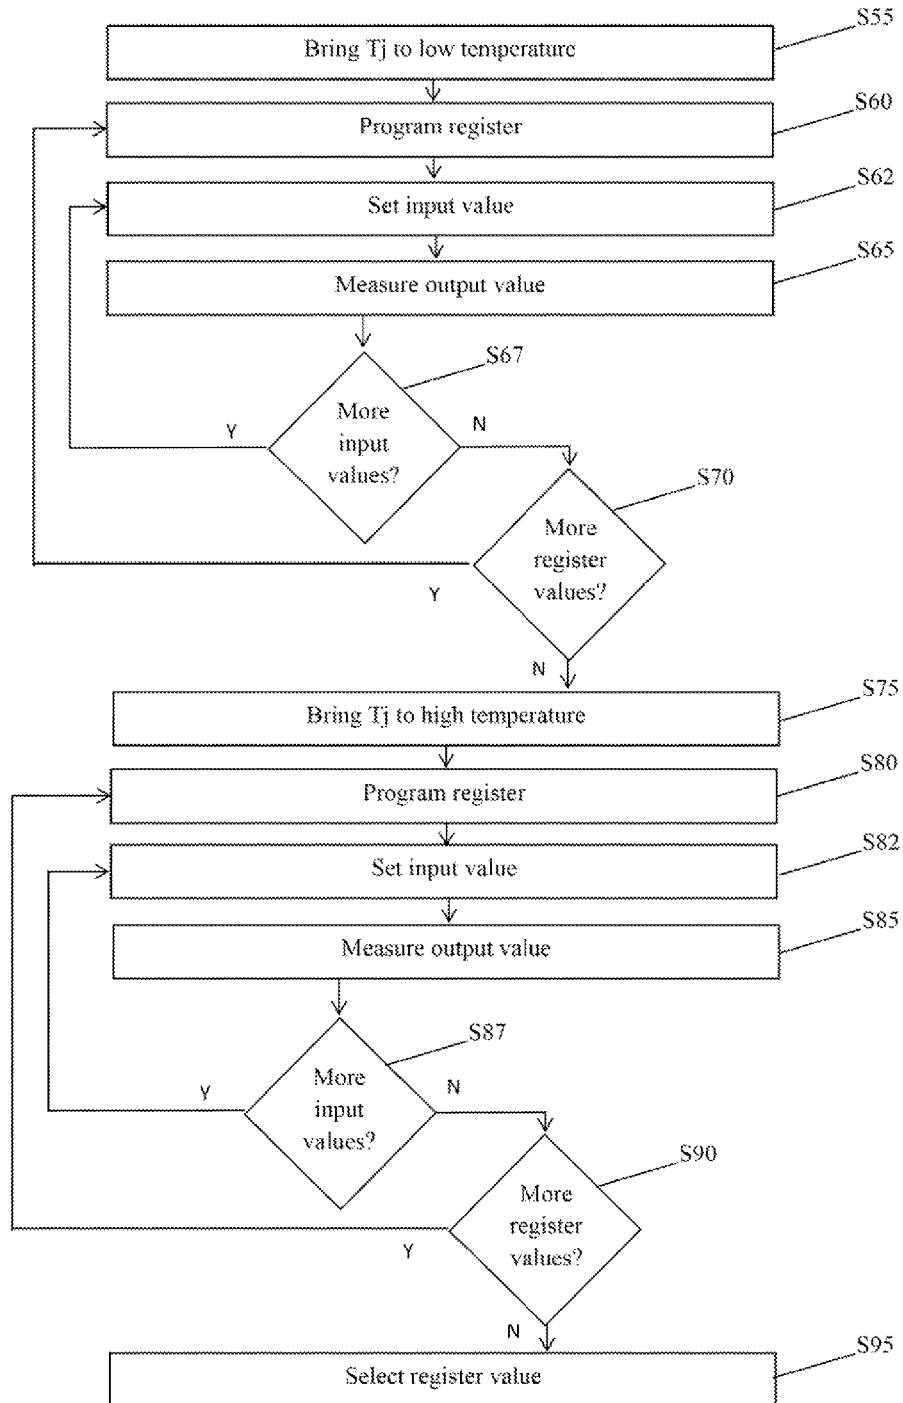 S55
Bring Tj to low temperature
S60
Program register
S62
Set input value
S65
Measure output value
S67
More
input
values?
Y
N
S70
More
register
values?
Y
N
S75
Bring Tj to high temperature
S80
Program register
S82
Set input value
S85
Measure output value
S87
More
input
values?
Y
N
S90
More
register
values?
Y
N
S95
Select register value